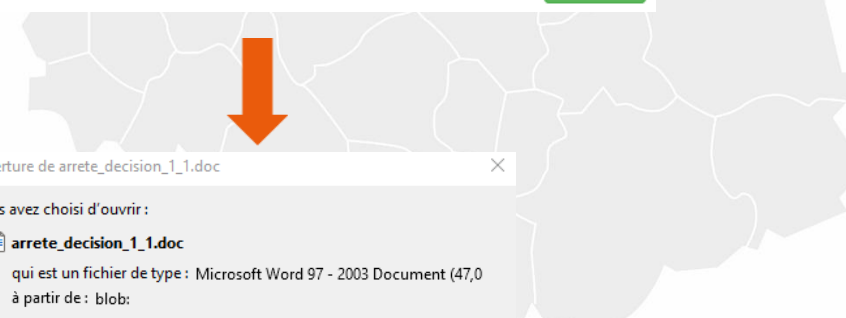 erture de arrete_decision_1_1.doc
s avez choisi d'ouvrir :
arrete_decision_1_1.doc
qui est un fichier de type : Microsoft Word 97 - 2003 Document (47,0
à partir de : blob: